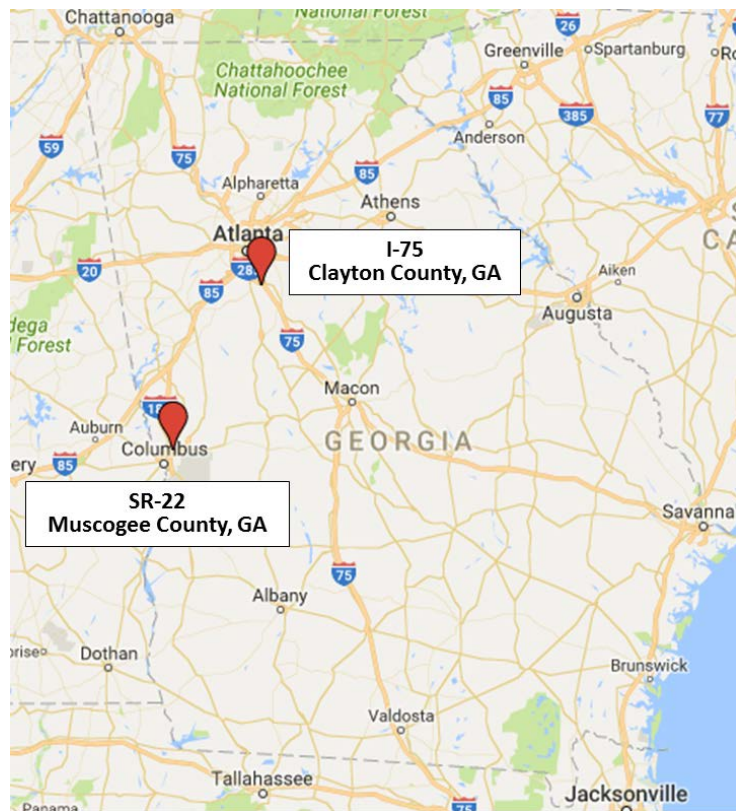 Chattanooga
National Forest
26
Greenville
Spartanburg
Chattahoochee
National Forest
85
385
77
59
75
Anderson
Alpharetta
85
Athens
Atlanta
I-75
Clayton County, GA
20
85
Aiken
Augusta
Forest
75
Macon
Auburn
Columbus
GEORGIA
85
SR-22
Muscogee County, GA
75
Albany
Dothan
Brunswick
Valdosta
Tallahassee
Jacksonville
75
Panama